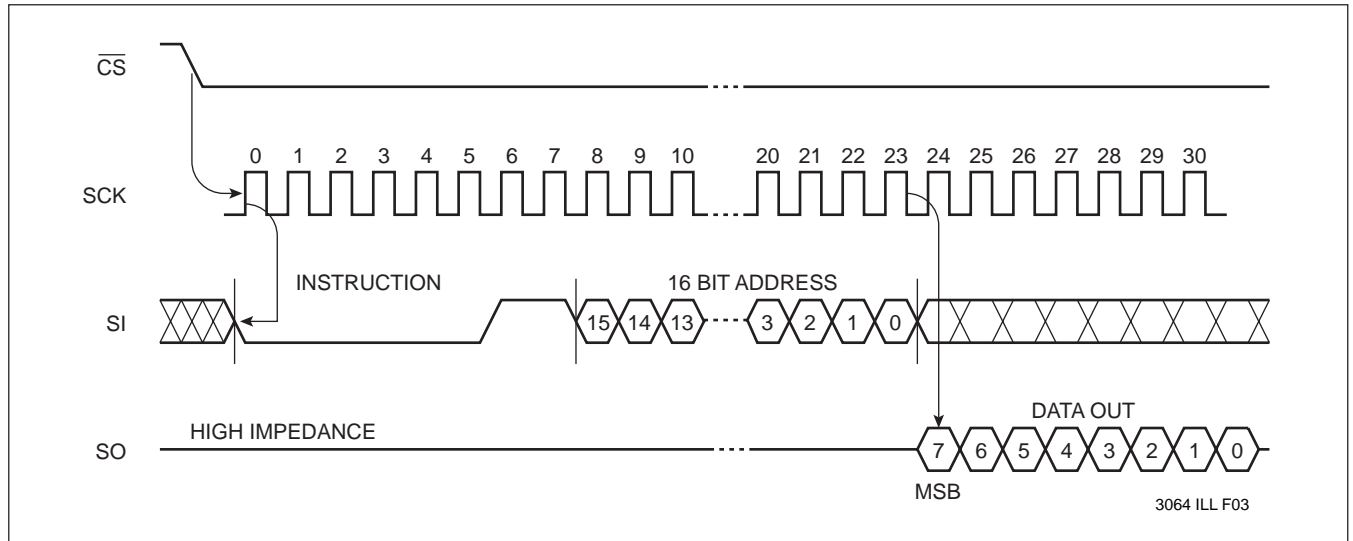 CS
0 1 2 3 4 5 6 7 8 9 10 20 21 22 23 24 25 26 27 28 29 30
SCK
INSTRUCTION 16 BIT ADDRESS
SI 15 14 13 3 2 1 0
DATA OUT
HIGH IMPEDANCE
SO 7 6 5 4 3 2 1 0
MSB
3064 ILL F03